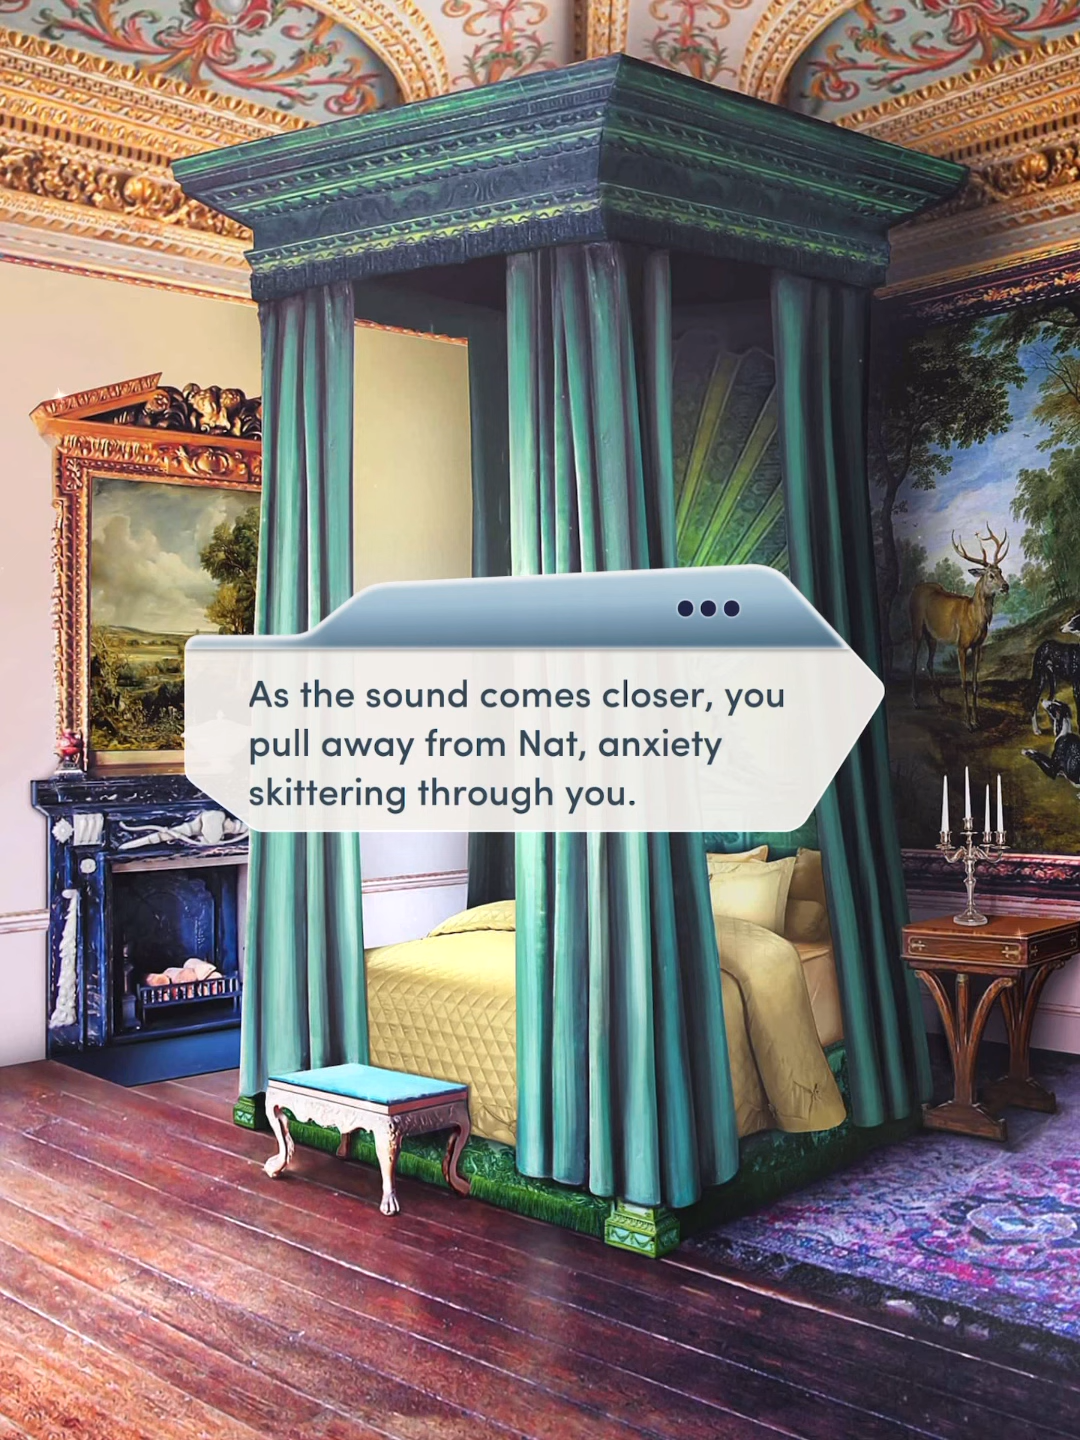 As the sound comes closer, you
pull away from Nat, anxiety
skittering through you.